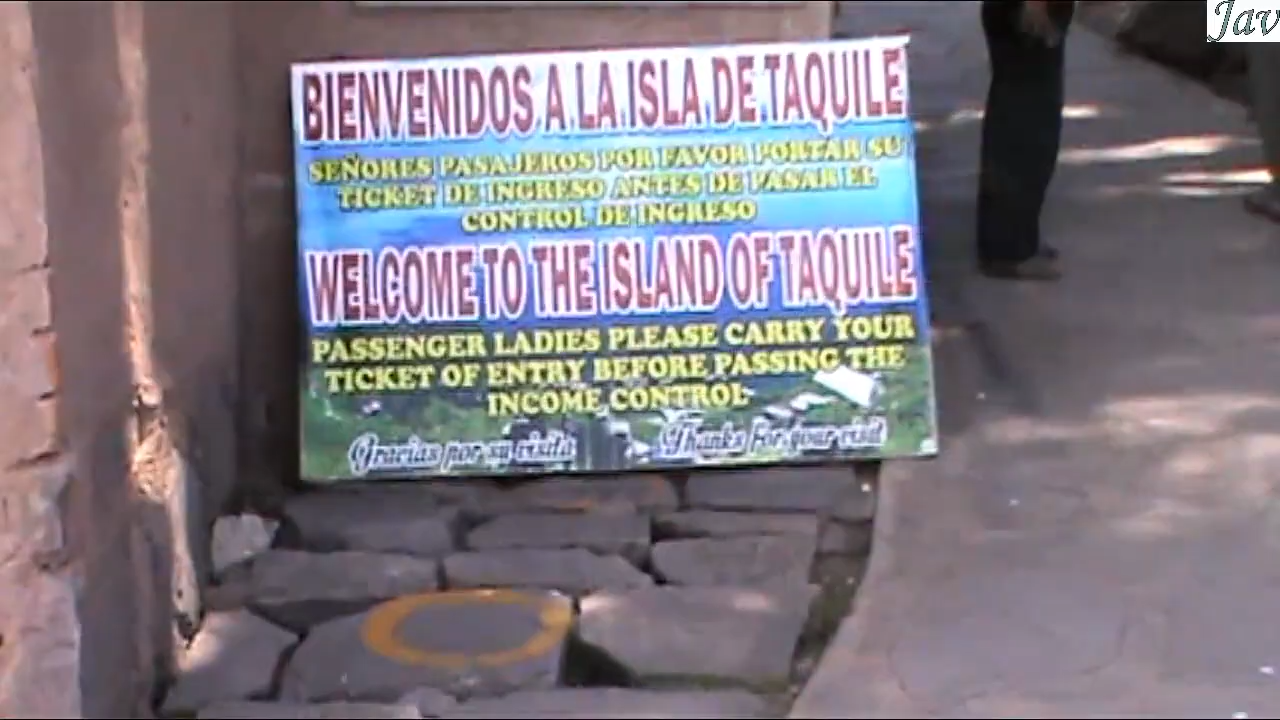 Jav
BIENVENIDOS A LA ISLA DE TAQUILE
SEÑORES PASAJEROS POR FAVOR PORTAR SU
TICKET DE INGRESO ANTES DE PASAR EL
CONTROL DE INGRESO
WELCOME TO THE ISLAND OF TAQUILE
PASSENGER LADIES PLEASE CARRY YOUR
TICKET OF ENTRY BEFORE PASSING THE
INCOME CONTROL
Gracias por su visita Thanks for your visit